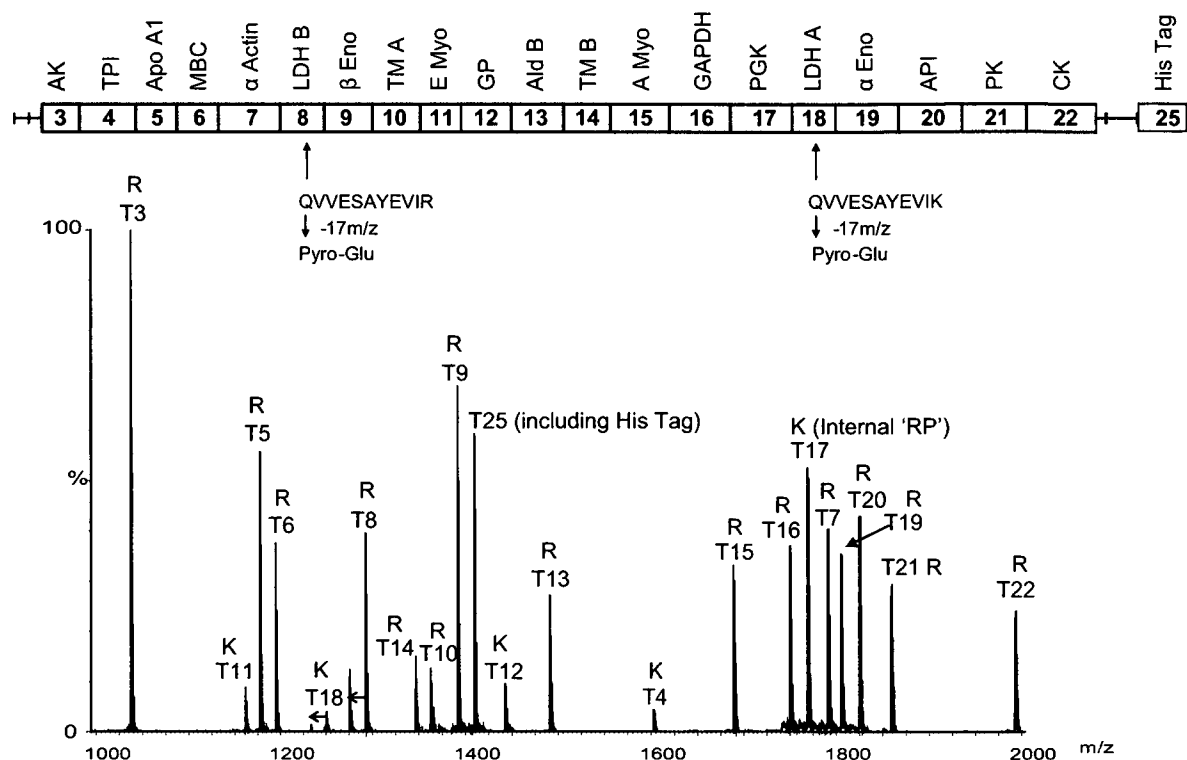 AK TPI Apo A1 MBC α Actin LDH B β Eno TM A E Myo GP Ald B TM B A Myo GAPDH PGK LDH A α Eno API PK CK His Tag
3 4 5 6 7 8 9 10 11 12 13 14 15 16 17 18 19 20 21 22 25
QVVESAYEVIR QVVESAYEVIK
-17m/z -17m/z
Pyro-Glu Pyro-Glu
100
%
0
R
T3
K
T11
R
T5
R
T6
K
T18
R
T8
R
T14
R
T10
R
T9
T25 (including His Tag)
K
T12
R
T13
K
T4
R
T15
R
T16
K (Internal 'RP')
T17
R
T7
R
T20
R
T19
T21 R
R
T22
1000 1200 1400 1600 1800 2000 m/z